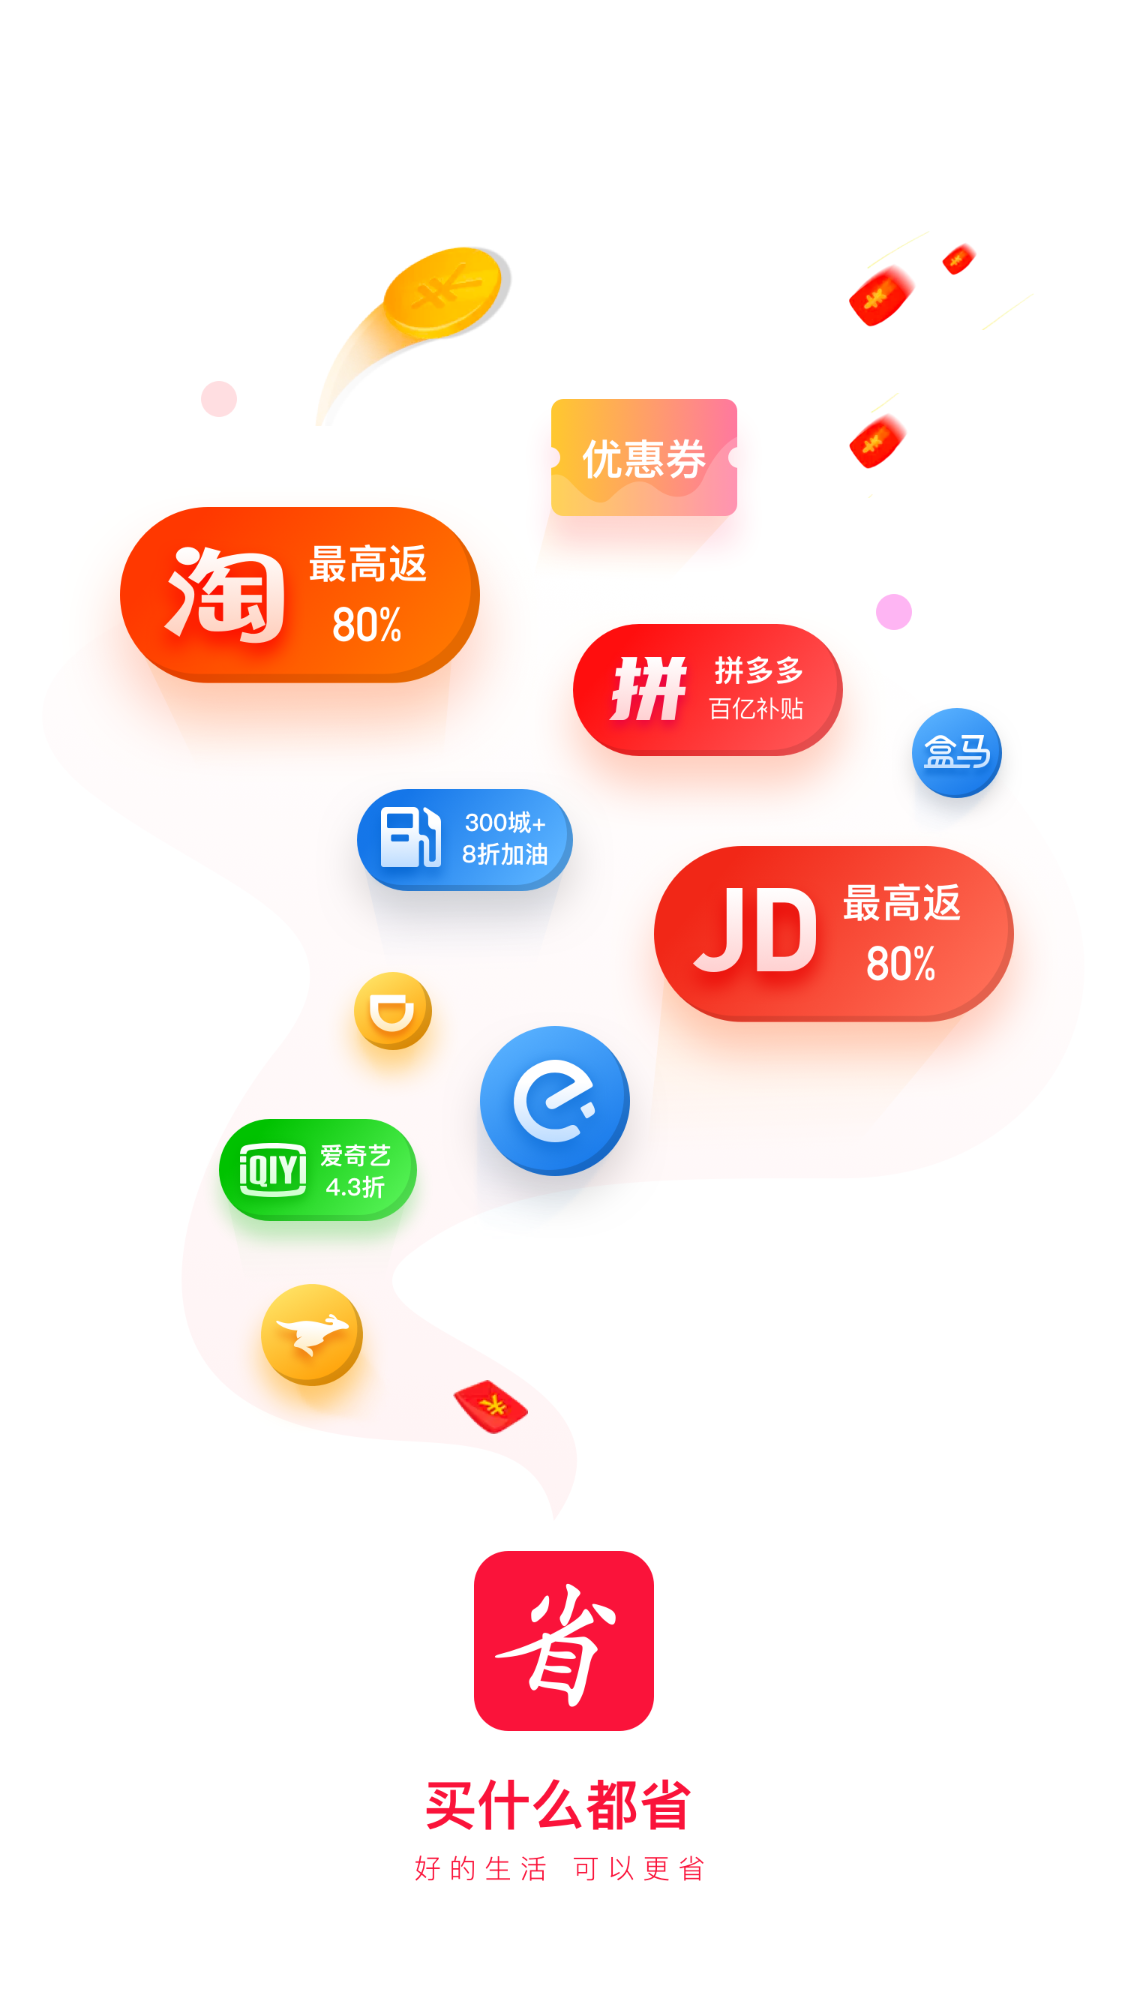 优惠券
淘
最高返
80%
拼
拼多多
百亿补贴
盒马
300城+
8折加油
JD
最高返
80%
iQIYI
爱奇艺
4.3折
省
买什么都省
好的生活 可以更省